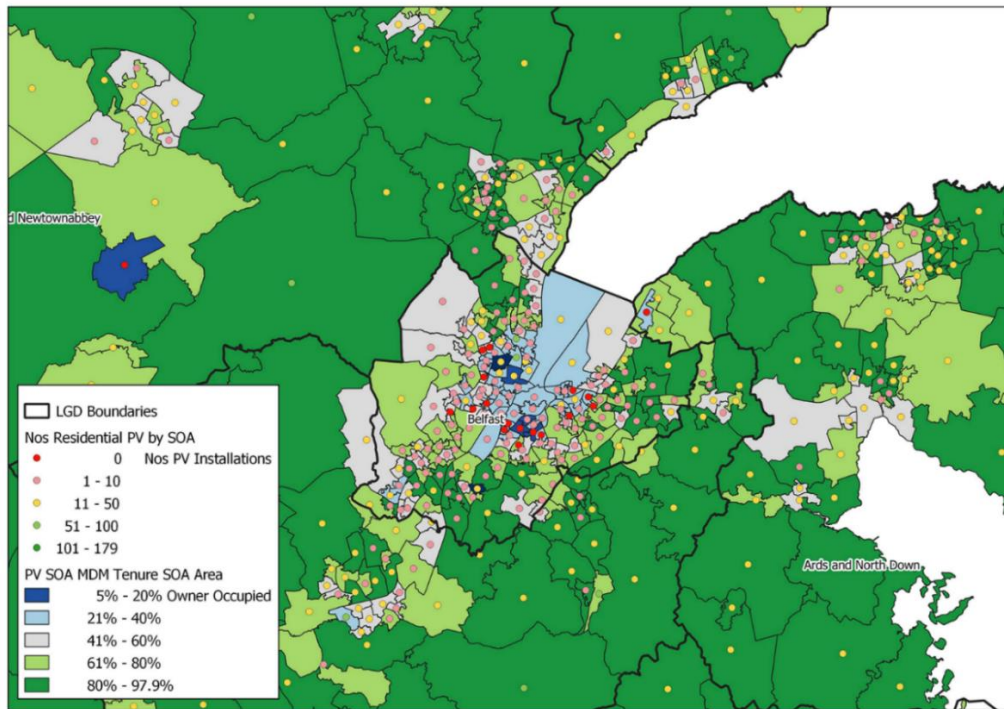 d Newtownabbey
Belfast
Ards and North Down
LGD Boundaries
Nos Residential PV by SOA
0 Nos PV Installations
1 - 10
11 - 50
51 - 100
101 - 179
PV SOA MDM Tenure SOA Area
5% - 20% Owner Occupied
21% - 40%
41% - 60%
61% - 80%
80% - 97.9%